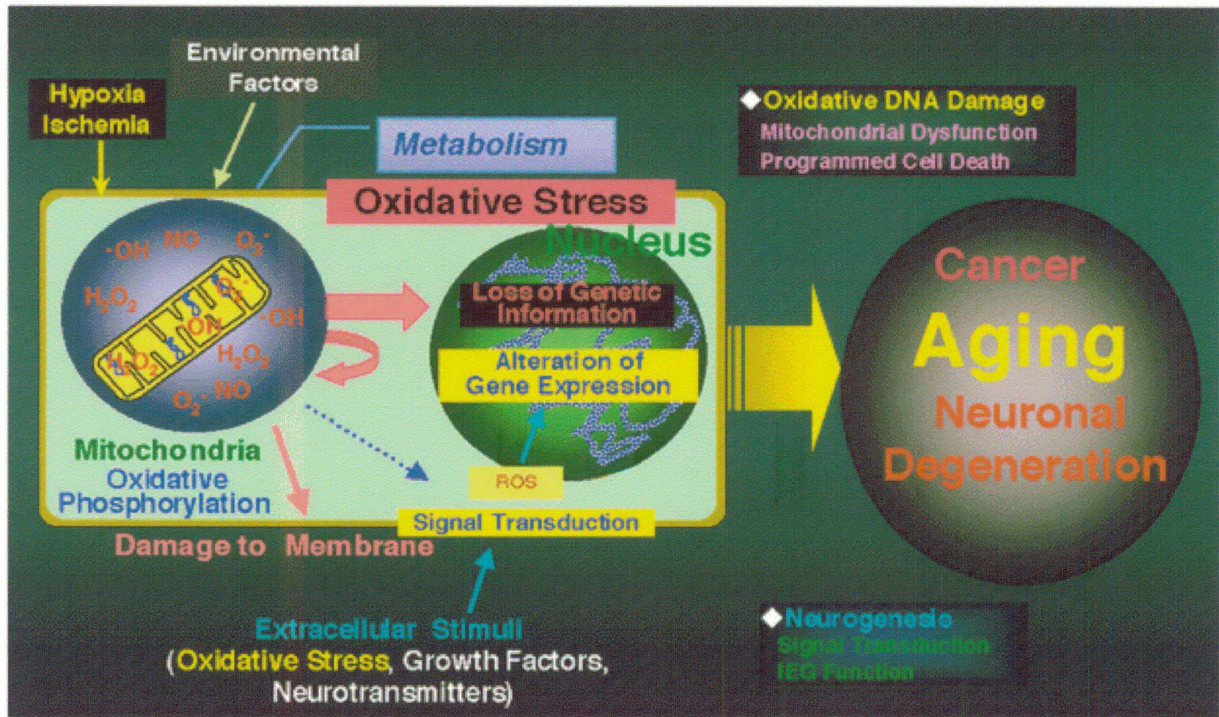 Environmental
Factors
Hypoxia
Ischemia
Metabolism
Oxidative Stress
Nucleus
·OH
NO
O₂·⁻
H₂O₂
O₂·⁻
·OH
·OH
H₂O₂
H₂O₂
O₂·⁻
NO
Loss of Genetic
Information
Alteration of
Gene Expression
Mitochondria
Oxidative
Phosphorylation
ROS
Signal Transduction
Damage to Membrane
Extracellular Stimuli
(Oxidative Stress, Growth Factors,
Neurotransmitters)
◆Oxidative DNA Damage
Mitochondrial Dysfunction
Programmed Cell Death
Cancer
Aging
Neuronal
Degeneration
◆Neurogenesis
Signal Transduction
IEG Function